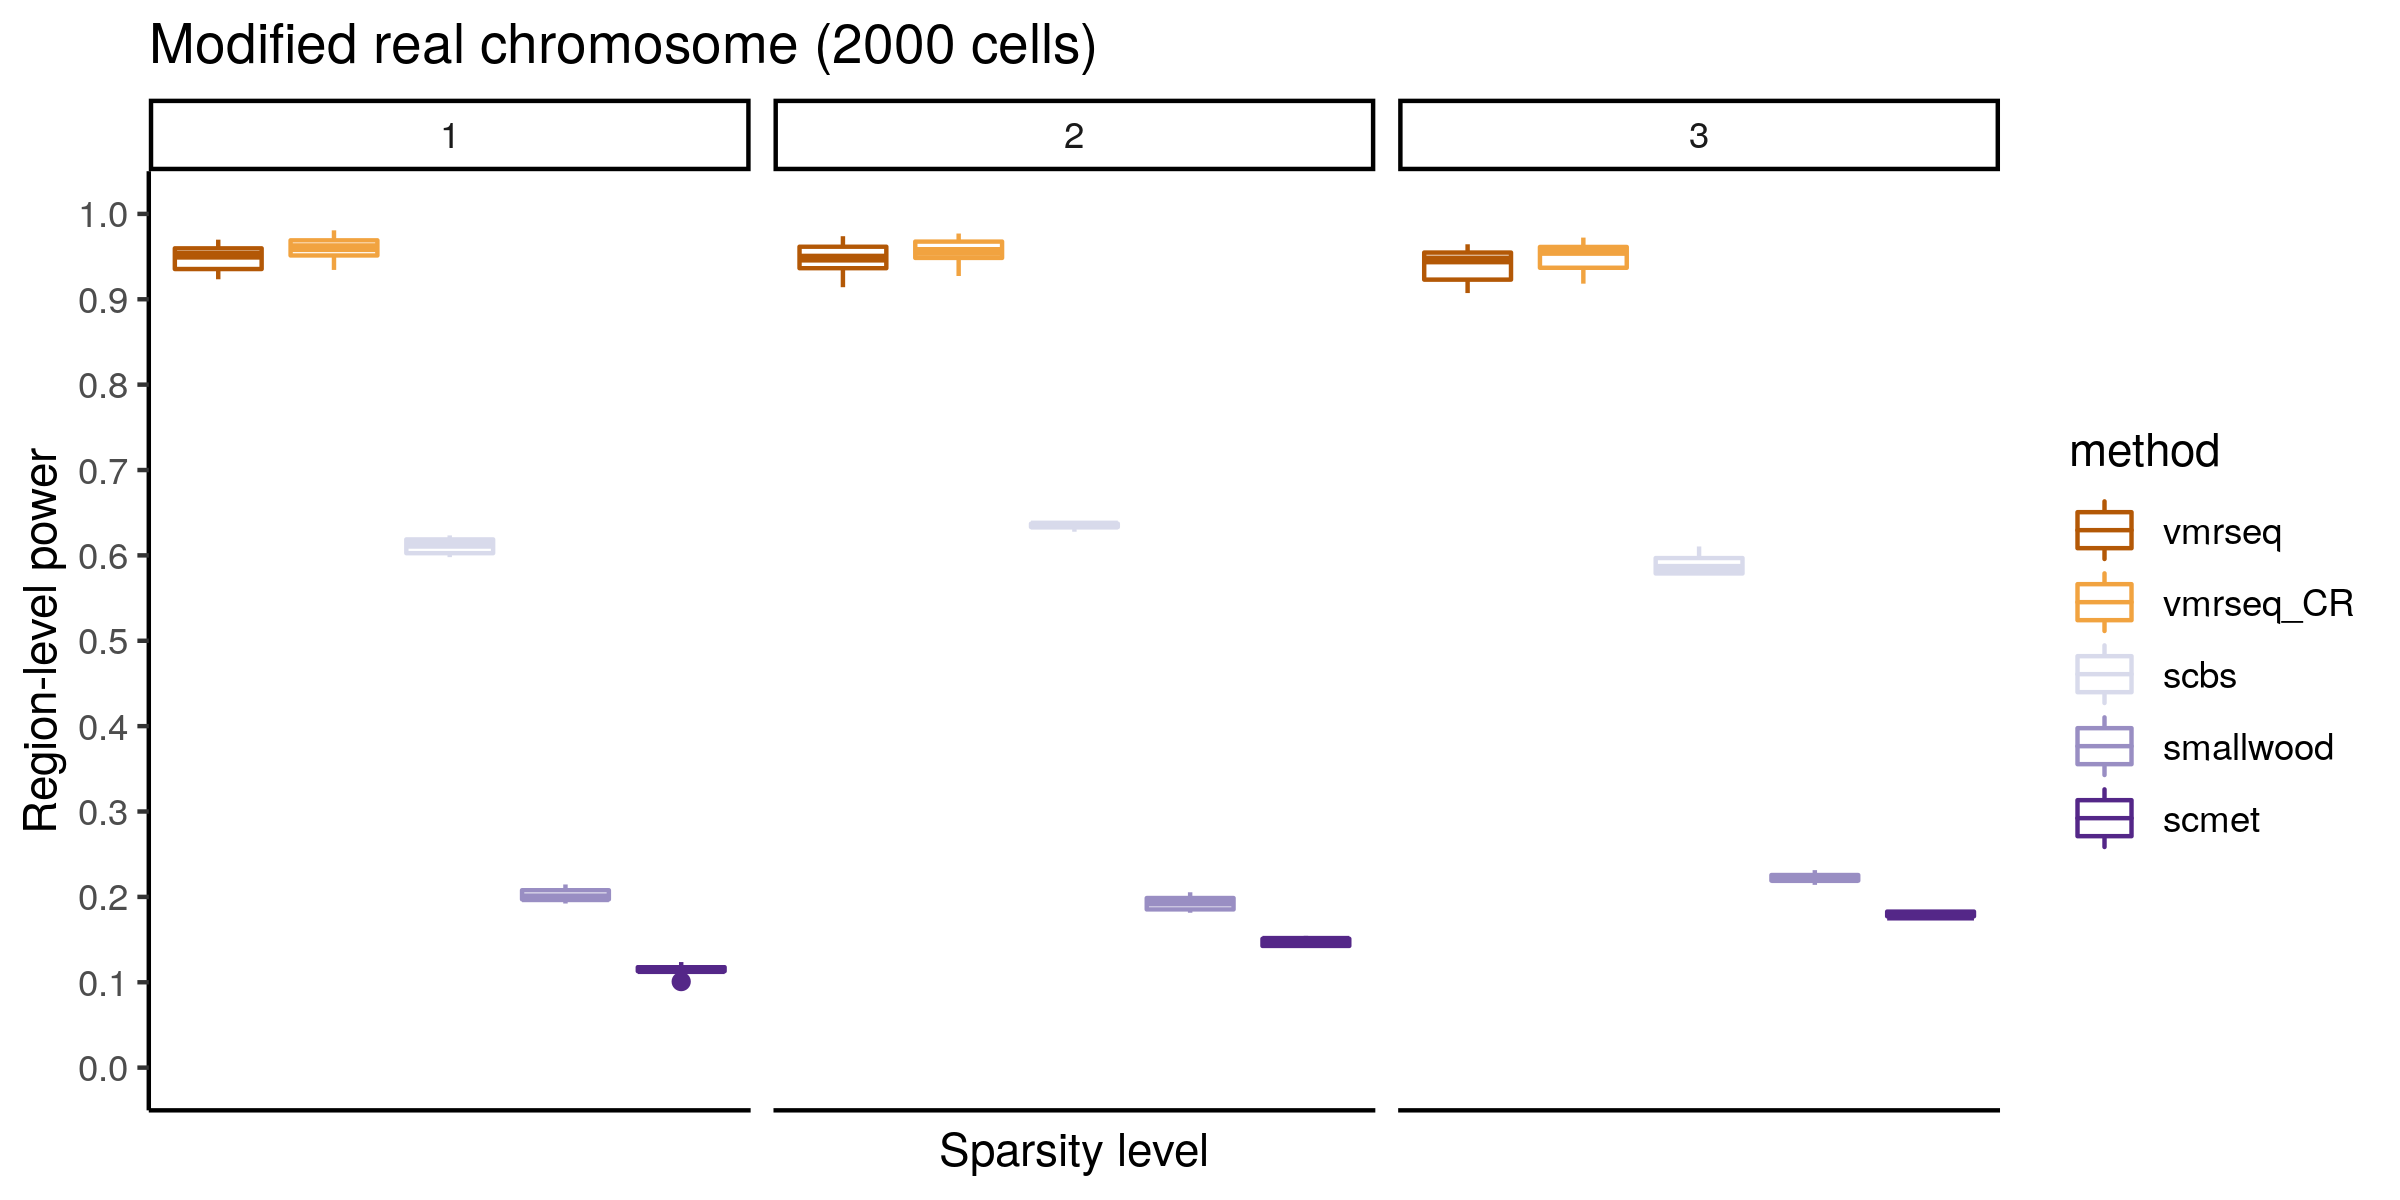 Modified real chromosome (2000 cells)
1
2
3
1.0
0.9
0.8
0.7
0.6
0.5
0.4
0.3
0.2
0.1
0.0
Region-level power
Sparsity level
method
vmrseq
vmrseq_CR
scbs
smallwood
scmet